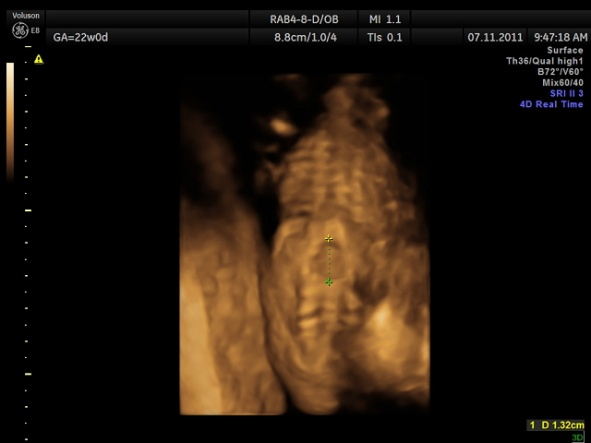 Voluson
E8
RAB4-8-D/OB
MI 1.1
GA=22w0d
8.8cm/1.0/4
TIs 0.1
07.11.2011
9:47:18 AM
Surface
Th36/Qual high1
B72°/V60°
Mix60/40
SRI II 3
4D Real Time
1 D 1.32cm
3D